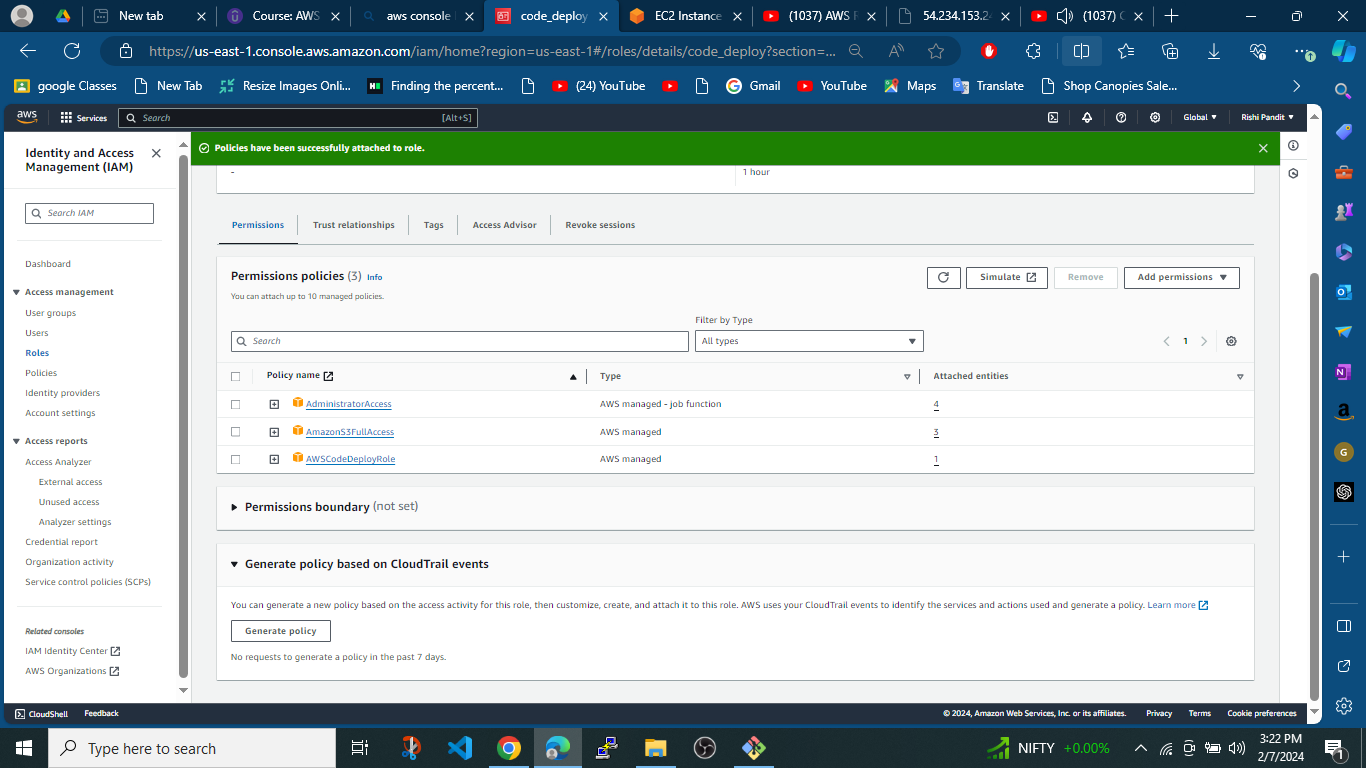 New tab
Course: AWS
aws console l
code_deploy
EC2 Instance
(1037) AWS R
54.234.153.24
(1037) C
https://us-east-1.console.aws.amazon.com/iam/home?region=us-east-1#/roles/details/code_deploy?section=...
google Classes
New Tab
Resize Images Onli...
Finding the percent...
(24) YouTube
Gmail
YouTube
Maps
Translate
Shop Canopies Sale...
aws
Services
Search
[Alt+S]
Global
Rishi Pandit
Identity and Access
Management (IAM)
Search IAM
Dashboard
Access management
User groups
Users
Roles
Policies
Identity providers
Account settings
Access reports
Access Analyzer
External access
Unused access
Analyzer settings
Credential report
Organization activity
Service control policies (SCPs)
Related consoles
IAM Identity Center
AWS Organizations
Policies have been successfully attached to role.
-
1 hour
Permissions
Trust relationships
Tags
Access Advisor
Revoke sessions
Permissions policies (3) Info
You can attach up to 10 managed policies.
Simulate
Remove
Add permissions
Filter by Type
Search
All types
1
Policy name
Type
Attached entities
AdministratorAccess
AWS managed - job function
4
AmazonS3FullAccess
AWS managed
3
AWSCodeDeployRole
AWS managed
1
Permissions boundary (not set)
Generate policy based on CloudTrail events
You can generate a new policy based on the access activity for this role, then customize, create, and attach it to this role. AWS uses your CloudTrail events to identify the services and actions used and generate a policy. Learn more
Generate policy
No requests to generate a policy in the past 7 days.
CloudShell
Feedback
© 2024, Amazon Web Services, Inc. or its affiliates.
Privacy
Terms
Cookie preferences
Type here to search
NIFTY +0.00%
3:22 PM
2/7/2024
1